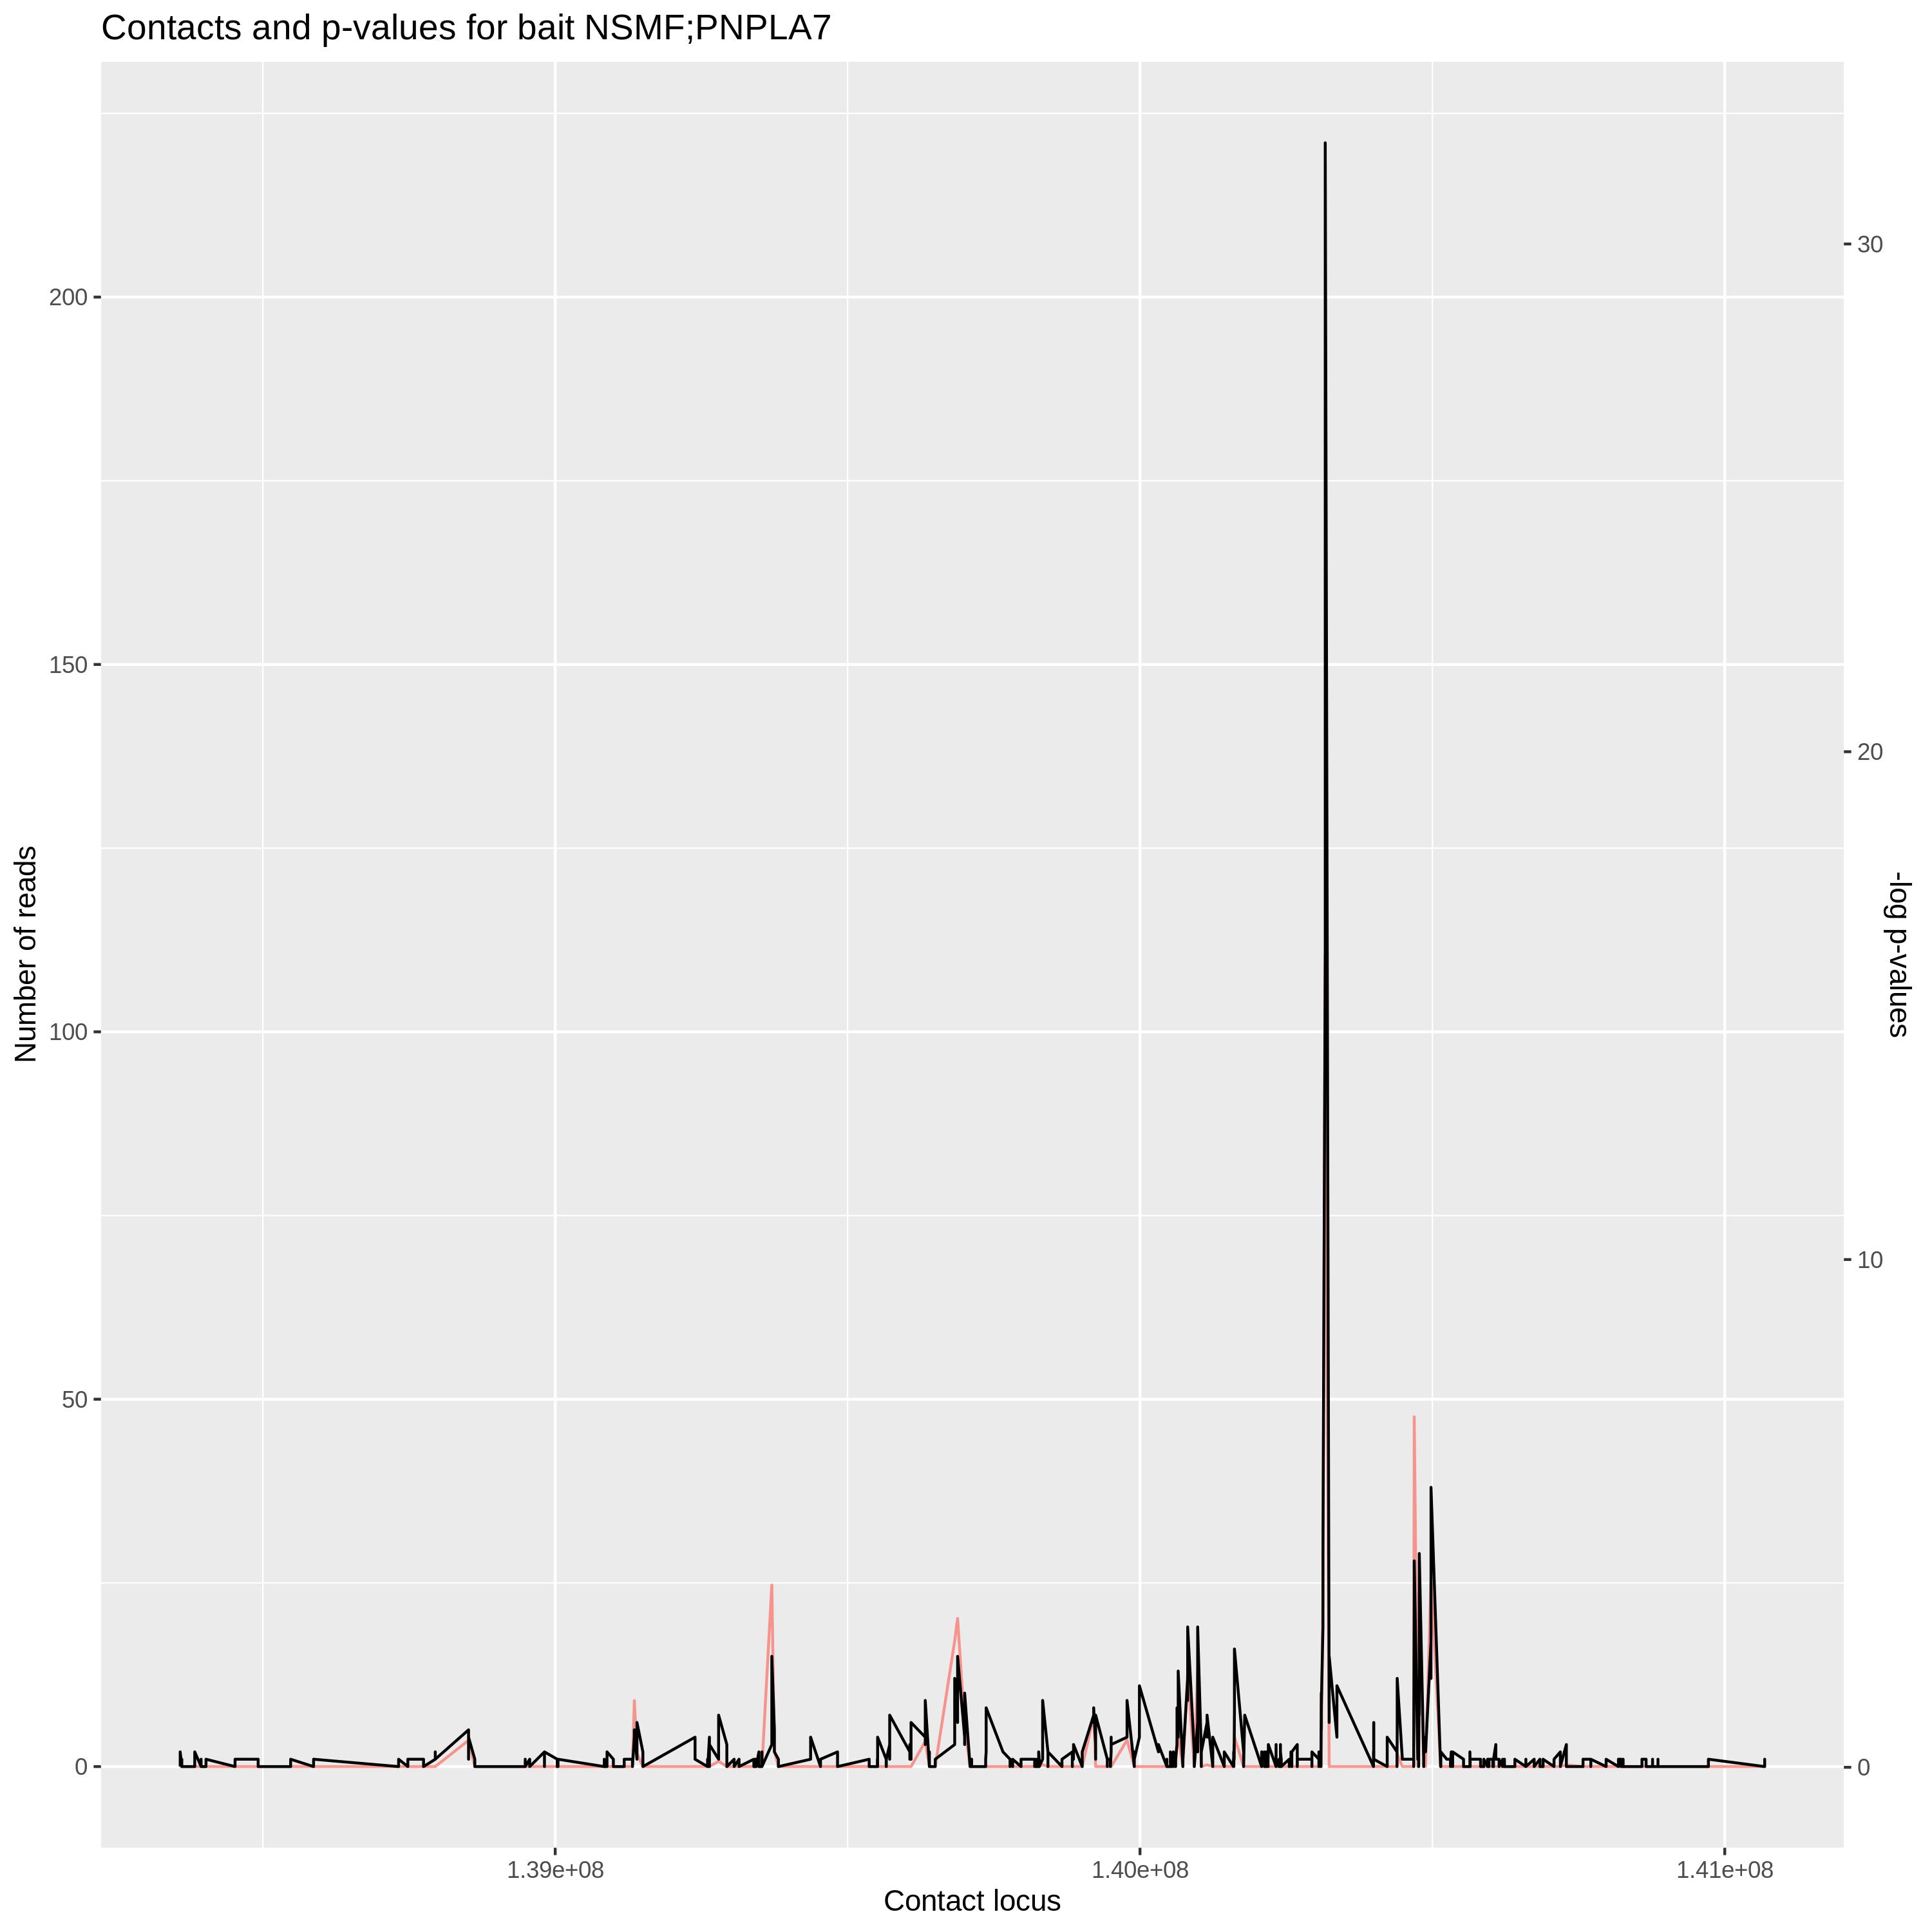 Contacts and p-values for bait NSMF;PNPLA7
Number of reads
200
150
100
50
0
30
20
10
0
-log p-values
1.39e+08
1.40e+08
1.41e+08
Contact locus